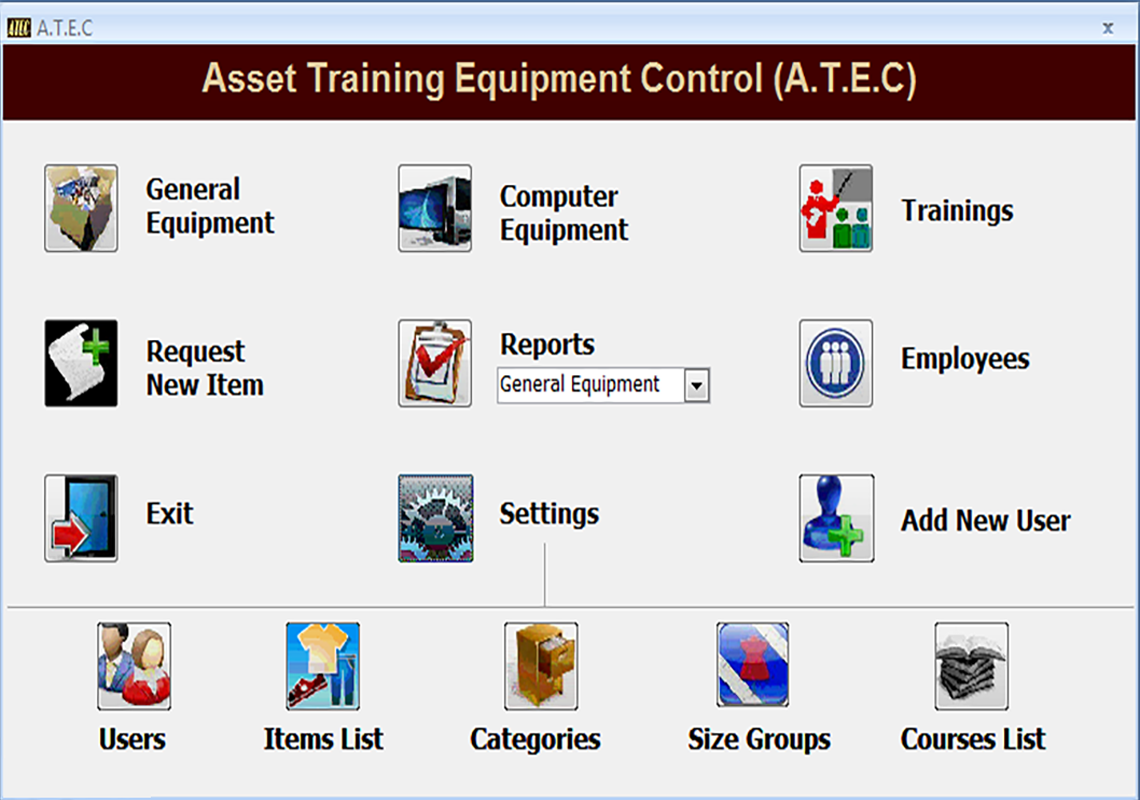 ATEC A.T.E.C x
Asset Training Equipment Control (A.T.E.C)
General
Equipment
Computer
Equipment
Trainings
Request
New Item
Reports
General Equipment
Employees
Exit
Settings
Add New User
Users
Items List
Categories
Size Groups
Courses List